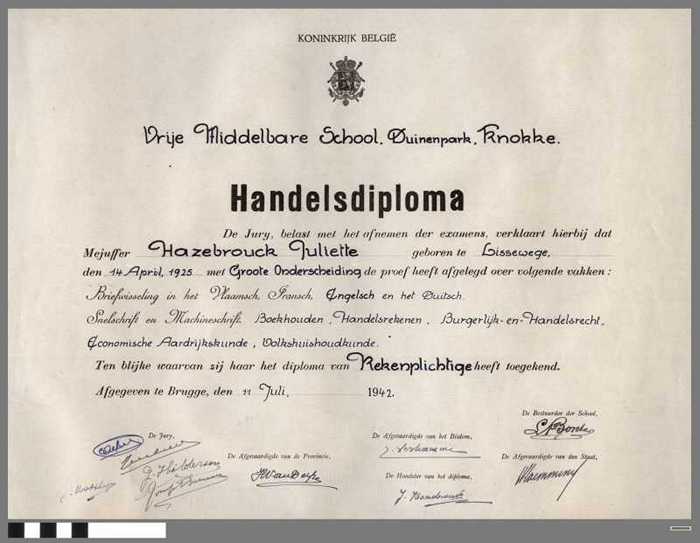 KONINKRIJK BELGIË
Vrije Middelbare School, Duinenpark, Knokke.
Handelsdiploma
De Jury, belast met het afnemen der examens, verklaart hierbij dat
Mejuffer Hazebrouck Juliette geboren te Lissewege,
den 14 April, 1925 met Groote Onderscheiding de proef heeft afgelegd over volgende vakken:
Briefwisseling in het Vlaamsch, Fransch, Engelsch en het Duitsch.
Snelschrift en Machineschrift. Boekhouden, Handelsrekenen, Burgerlijk-en-Handelsrecht,
Economische Aardrijkskunde, Volkshuishoudkunde.
Ten blijke waarvan zij haar het diploma van Rekenplichtige heeft toegekend.
Afgegeven te Brugge, den 11 Juli, 1942.
De Bestuurder der School,
De Jury,
De Afgevaardigde van het Bisdom,
De Afgevaardigde van de Provincie,
De Afgevaardigde van den Staat,
De Houdster van het diploma,
J. Hazebrouck